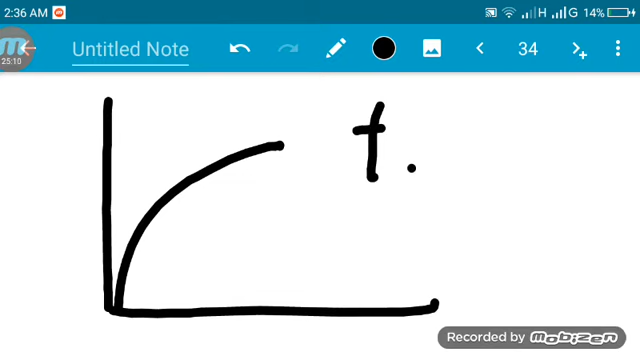 2:36 AM H G 14%
25:10 Untitled Note 34
t.
Recorded by mobizen